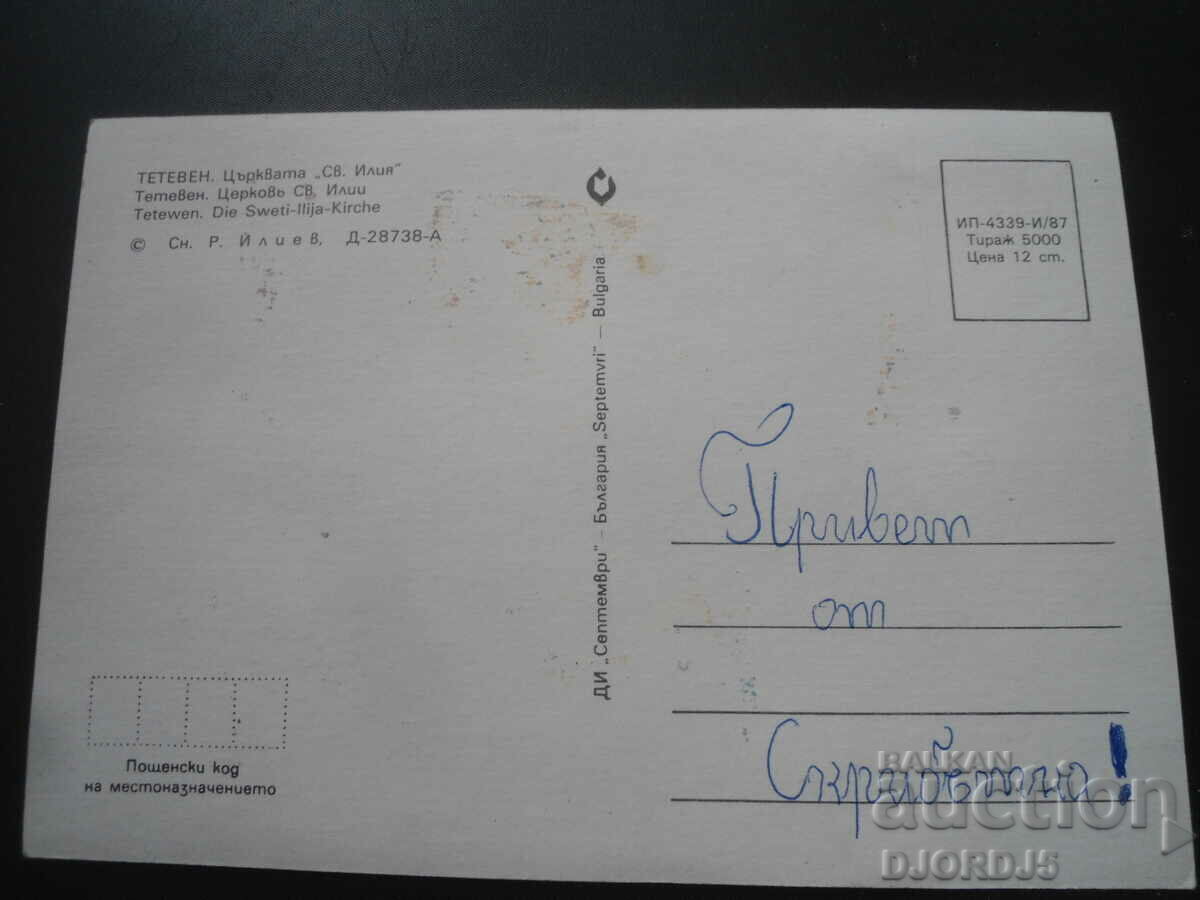 ТЕТЕВЕН. Църквата „Св. Илия"
Тетевен. Церковь Св. Илии
Tetewen. Die Sweti-Ilija-Kirche
© Сн. Р. Илиев, Д-28738-А
ДИ „Септември" – България „Septemvri" – Bulgaria
ИП-4339-И/87
Тираж 5000
Цена 12 ст.
Привет
от
!
Пощенски код
на местоназначението
BALKAN
auction
DJORDJ5